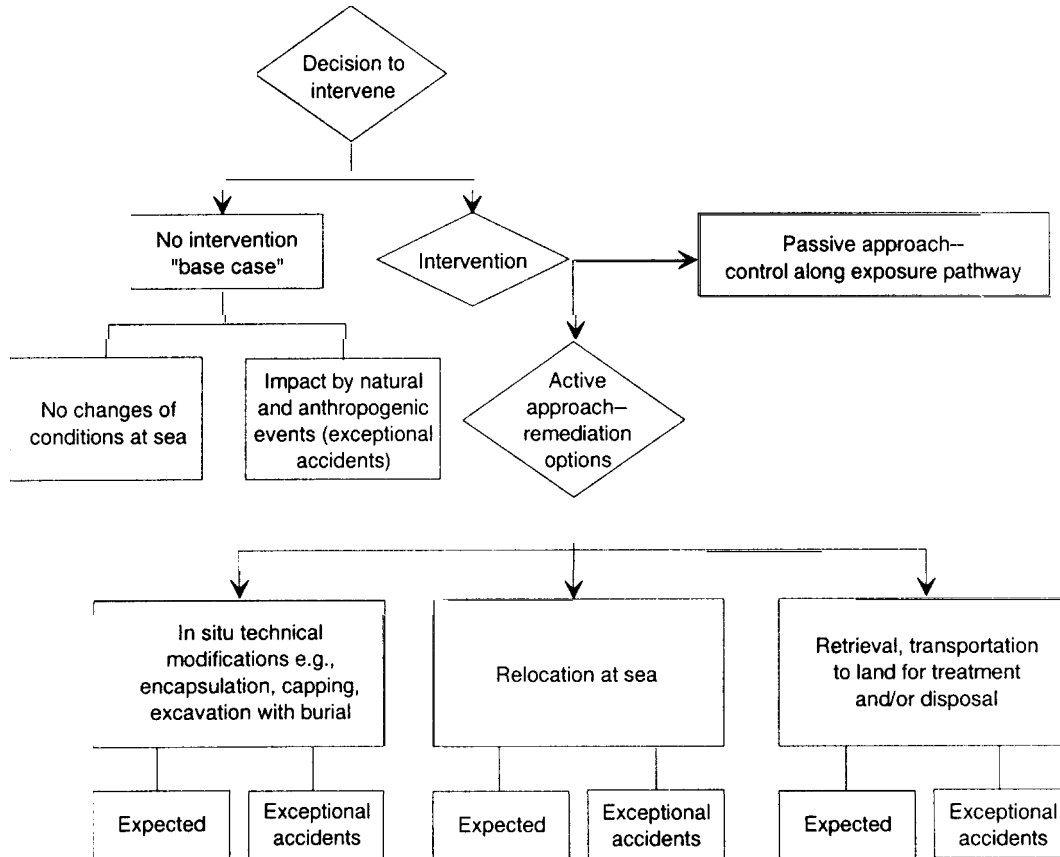 Decision to
intervene
No intervention
"base case"
Intervention
Passive approach--
control along exposure pathway
No changes of
conditions at sea
Impact by natural
and anthropogenic
events (exceptional
accidents)
Active
approach–
remediation
options
In situ technical
modifications e.g.,
encapsulation, capping,
excavation with burial
Relocation at sea
Retrieval, transportation
to land for treatment
and/or disposal
Expected
Exceptional
accidents
Expected
Exceptional
accidents
Expected
Exceptional
accidents